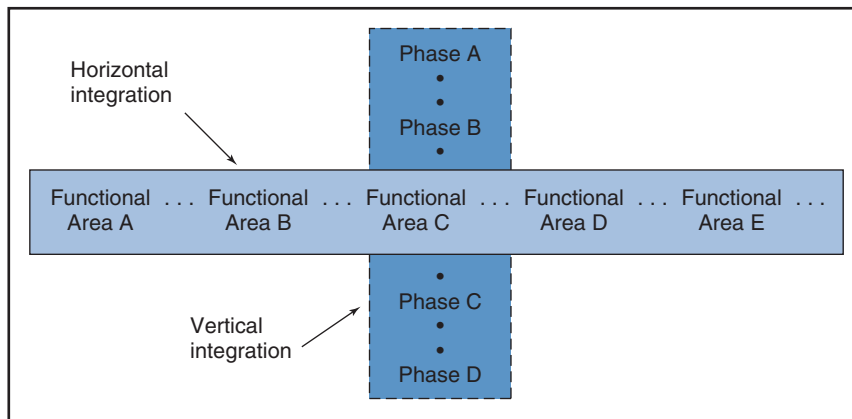 Phase A
Horizontal
integration
Phase B
Functional . . . Functional . . . Functional . . . Functional . . . Functional . . .
Area A Area B Area C Area D Area E
Phase C
Vertical
integration
Phase D